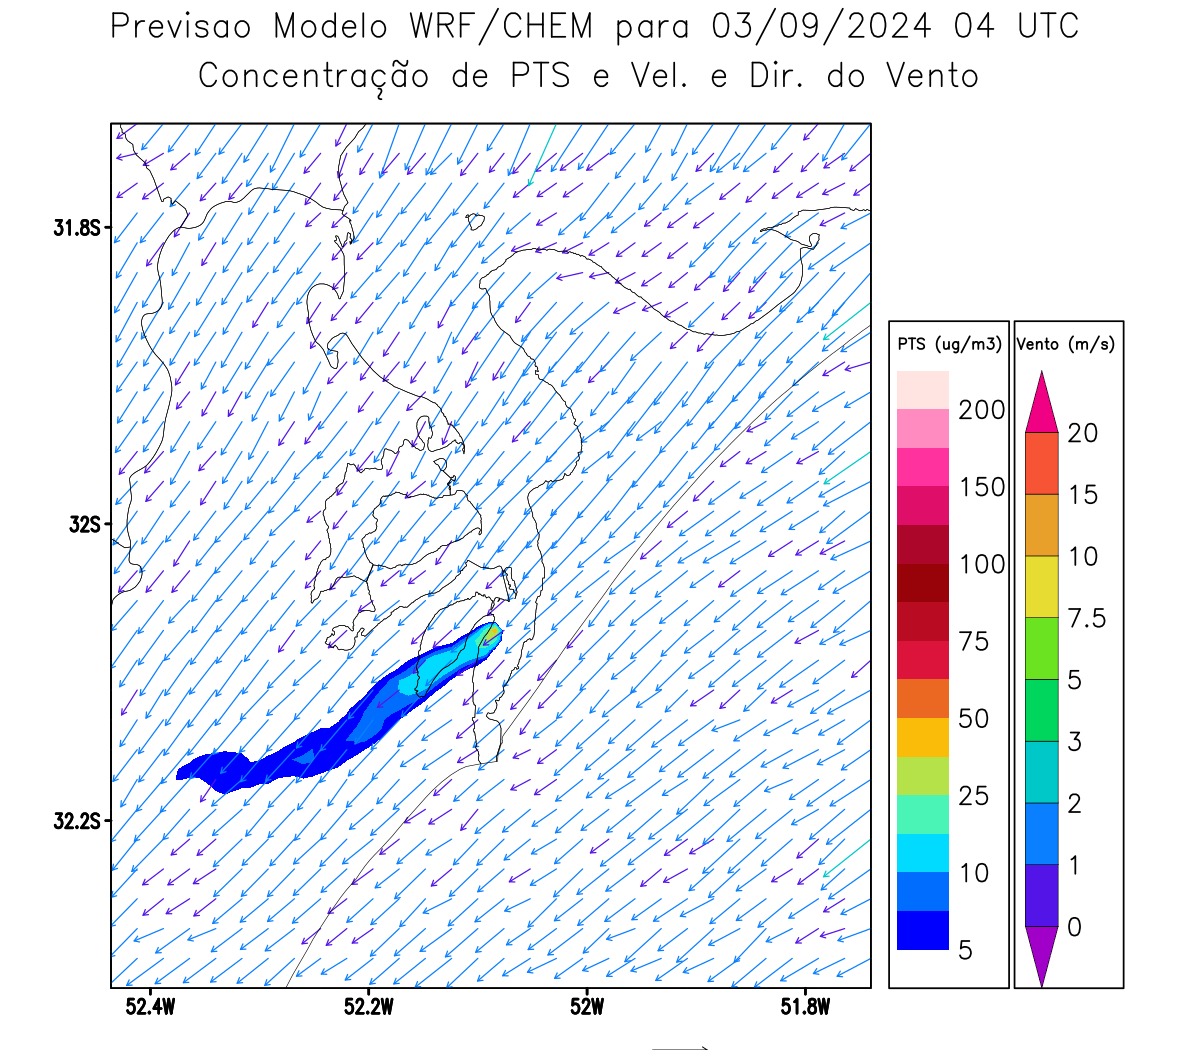 Previsao Modelo WRF/CHEM para 03/09/2024 04 UTC
Concentração de PTS e Vel. e Dir. do Vento
31.8S
32S
32.2S
52.4W
52.2W
52W
51.8W
PTS (ug/m3)
200
150
100
75
50
25
10
5
Vento (m/s)
20
15
10
7.5
5
3
2
1
0